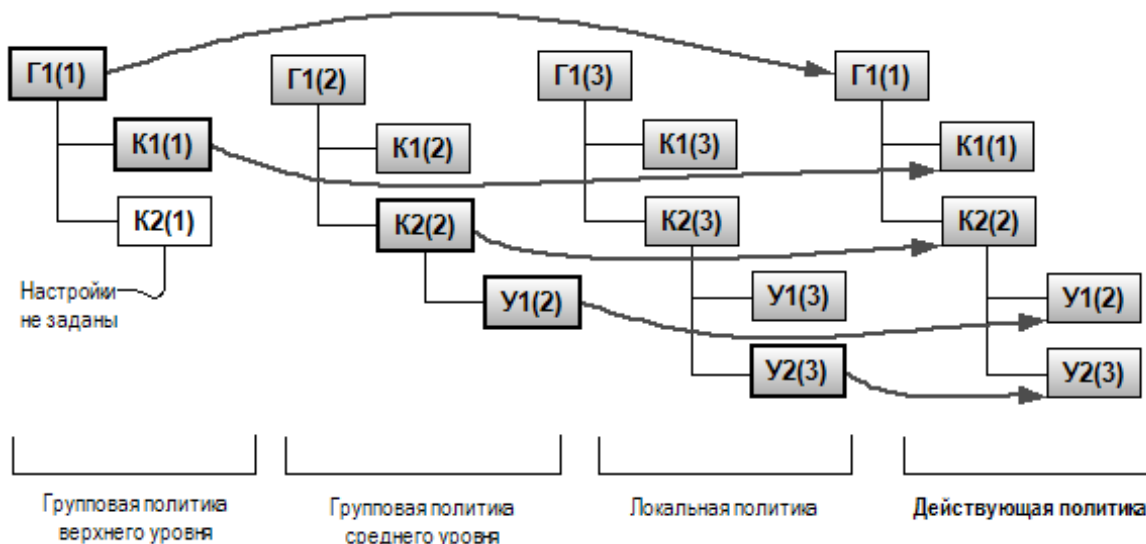 Г1(1)
Г1(2)
Г1(3)
Г1(1)
К1(1)
К1(2)
К1(3)
К1(1)
К2(1)
К2(2)
К2(3)
К2(2)
Настройки
не заданы
У1(2)
У1(3)
У1(2)
У2(3)
У2(3)
Групповая политика
верхнего уровня
Групповая политика
среднего уровня
Локальная политика
Действующая политика